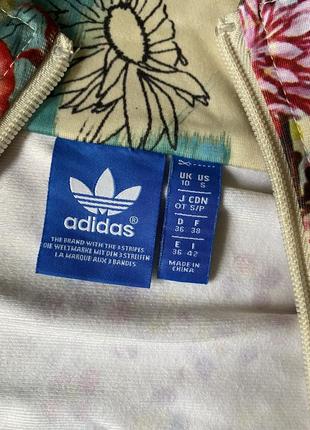 adidas®
THE BRAND WITH THE 3 STRIPES
DIE WELTMARKE MIT DEN 3 STREIFEN
LA MARQUE AUX 3 BANDES
UK US
10 S
J CDN
OT S/P
D F
36 38
E I
36 42
MADE IN
CHINA